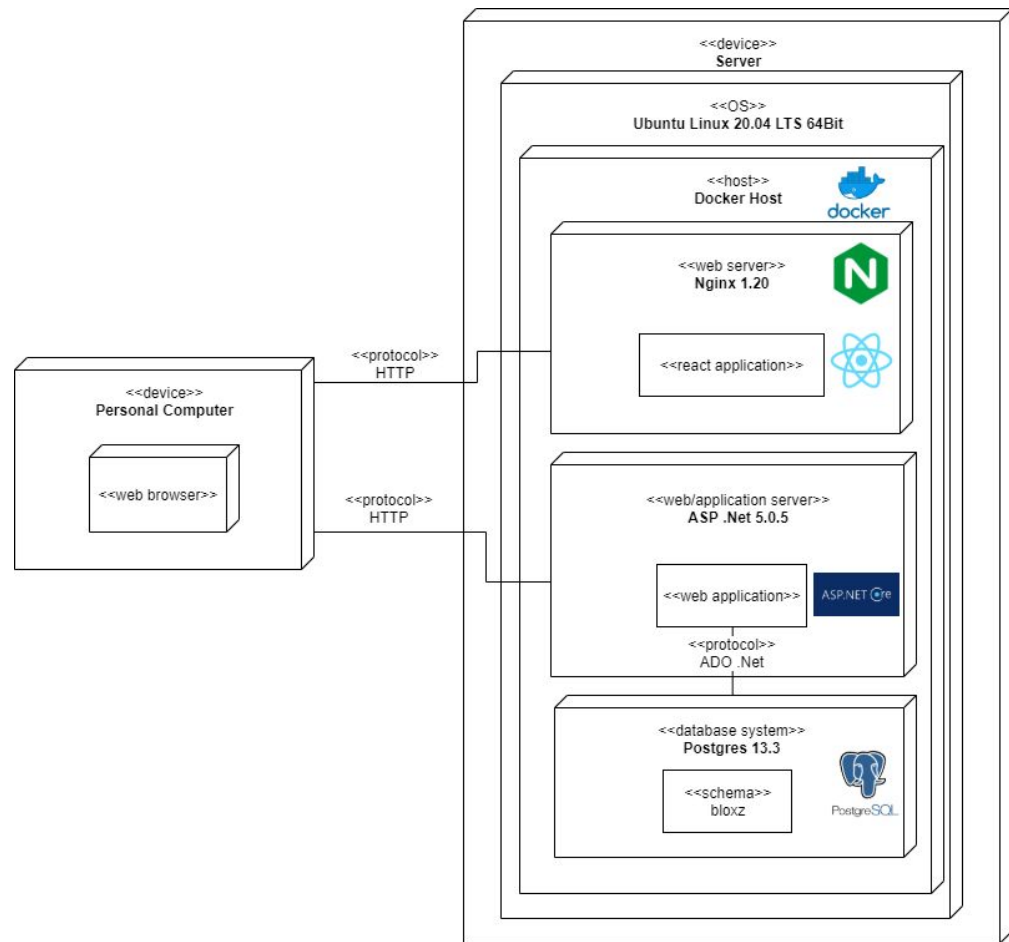 <<device>>
Server
<<OS>>
Ubuntu Linux 20.04 LTS 64Bit
<<host>>
Docker Host
docker
<<web server>>
Nginx 1.20
N
<<react application>>
<<protocol>>
HTTP
<<device>>
Personal Computer
<<web browser>>
<<protocol>>
HTTP
<<web/application server>>
ASP .Net 5.0.5
<<web application>>
ASP.NET Core
<<protocol>>
ADO .Net
<<database system>>
Postgres 13.3
<<schema>>
bloxz
PostgreSQL